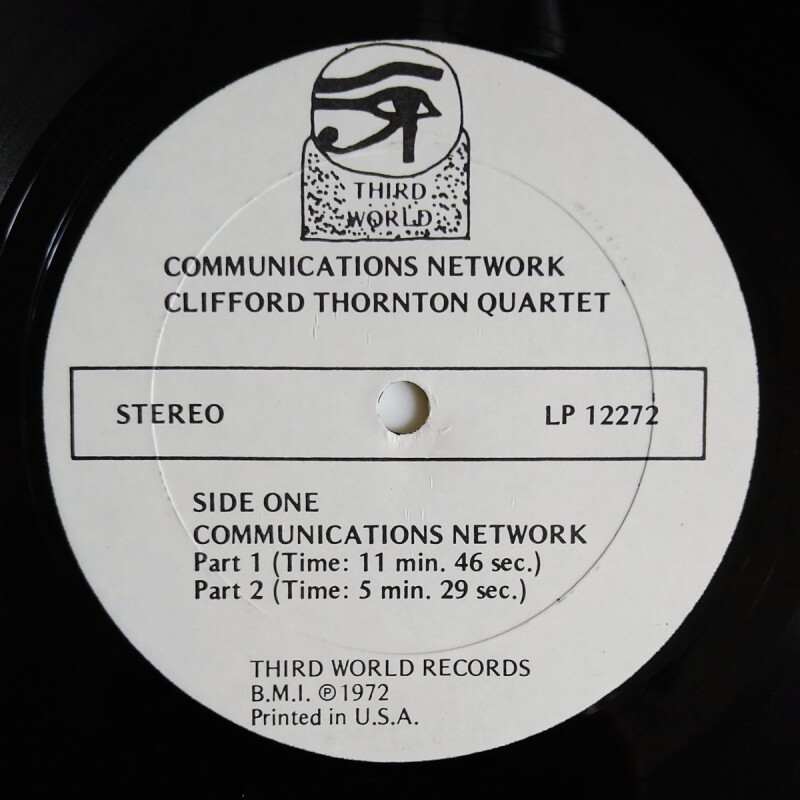 THIRD
WORLD
COMMUNICATIONS NETWORK
CLIFFORD THORNTON QUARTET
STEREO LP 12272
SIDE ONE
COMMUNICATIONS NETWORK
Part 1 (Time: 11 min. 46 sec.)
Part 2 (Time: 5 min. 29 sec.)
THIRD WORLD RECORDS
B.M.I. ℗1972
Printed in U.S.A.